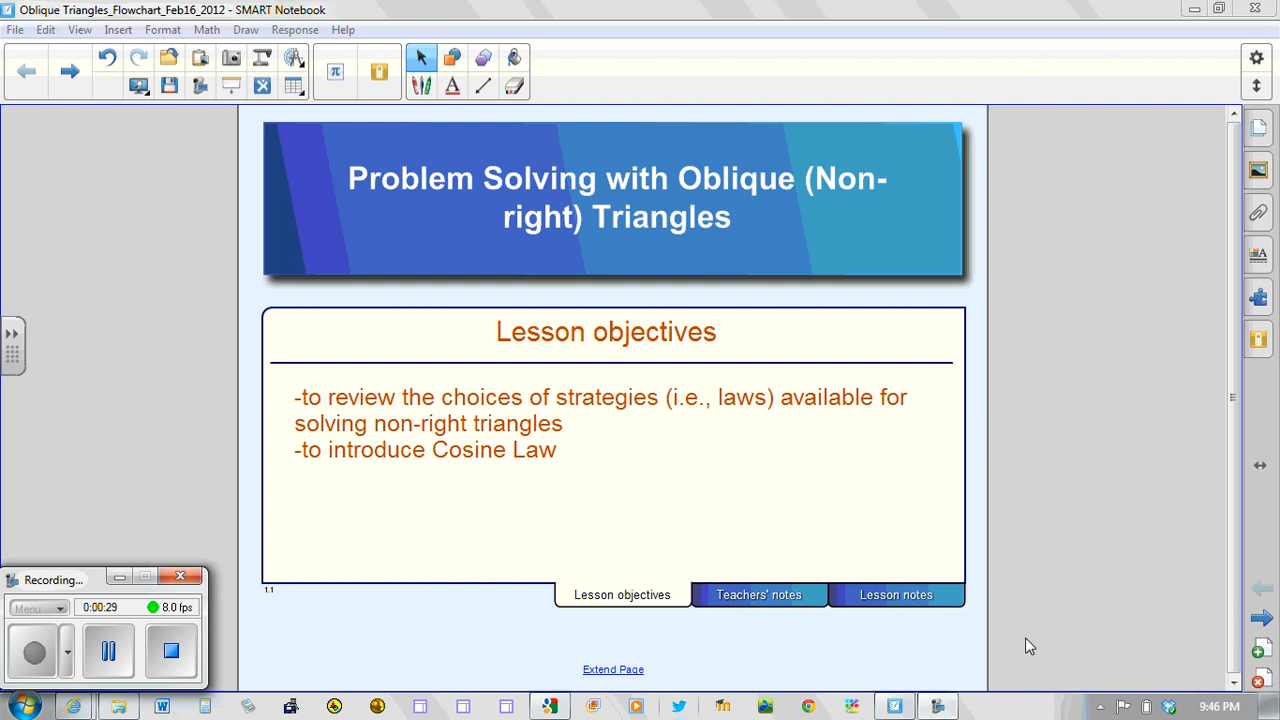 Oblique Triangles_Flowchart_Feb16_2012 - SMART Notebook
File Edit View Insert Format Math Draw Response Help
Problem Solving with Oblique (Non-
right) Triangles
Lesson objectives
-to review the choices of strategies (i.e., laws) available for
solving non-right triangles
-to introduce Cosine Law
1.1
Lesson objectives Teachers' notes Lesson notes
Extend Page
Recording...
Menu 0:00:29 8.0 fps
9:46 PM